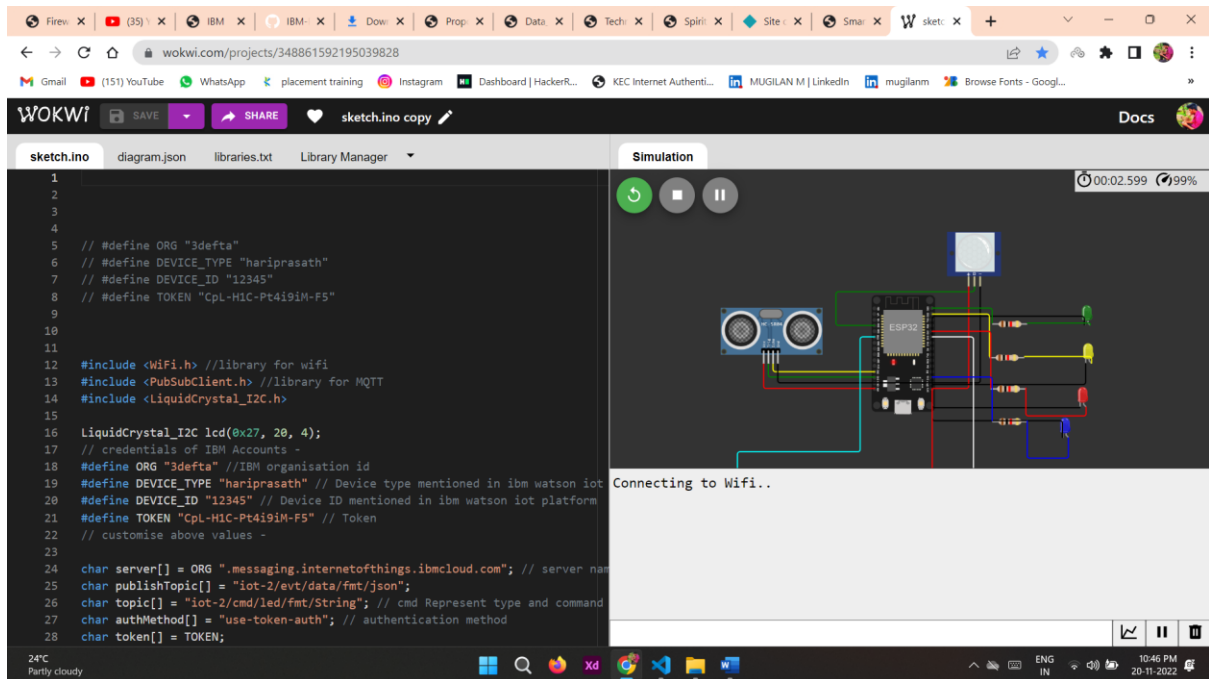 Firew
(35) Y
IBM
IBM-
Down
Prop
Data
Techi
Spirit
Site c
Smar
sketc
wokwi.com/projects/348861592195039828
Gmail
(151) YouTube
WhatsApp
placement training
Instagram
Dashboard | HackerR...
KEC Internet Authenti...
MUGILAN M | LinkedIn
mugilanm
Browse Fonts - Googl...
»
WOKWI
SAVE
SHARE
sketch.ino copy
Docs
sketch.ino
diagram.json
libraries.txt
Library Manager
Simulation
00:02.599
99%
ESP32
1
2
3
4
5 // #define ORG "3defta"
6 // #define DEVICE_TYPE "hariprasath"
7 // #define DEVICE_ID "12345"
8 // #define TOKEN "CpL-H1C-Pt4i9iM-F5"
9
10
11
12 #include <WiFi.h> //library for wifi
13 #include <PubSubClient.h> //library for MQTT
14 #include <LiquidCrystal_I2C.h>
15
16 LiquidCrystal_I2C lcd(0x27, 20, 4);
17 // credentials of IBM Accounts -
18 #define ORG "3defta" //IBM organisation id
19 #define DEVICE_TYPE "hariprasath" // Device type mentioned in ibm watson iot
20 #define DEVICE_ID "12345" // Device ID mentioned in ibm watson iot platform
21 #define TOKEN "CpL-H1C-Pt4i9iM-F5" // Token
22 // customise above values -
23
24 char server[] = ORG ".messaging.internetofthings.ibmcloud.com"; // server nam
25 char publishTopic[] = "iot-2/evt/data/fmt/json";
26 char topic[] = "iot-2/cmd/led/fmt/String"; // cmd Represent type and command
27 char authMethod[] = "use-token-auth"; // authentication method
28 char token[] = TOKEN;
Connecting to Wifi..
24°C
Partly cloudy
Xd
ENG
IN
10:46 PM
20-11-2022